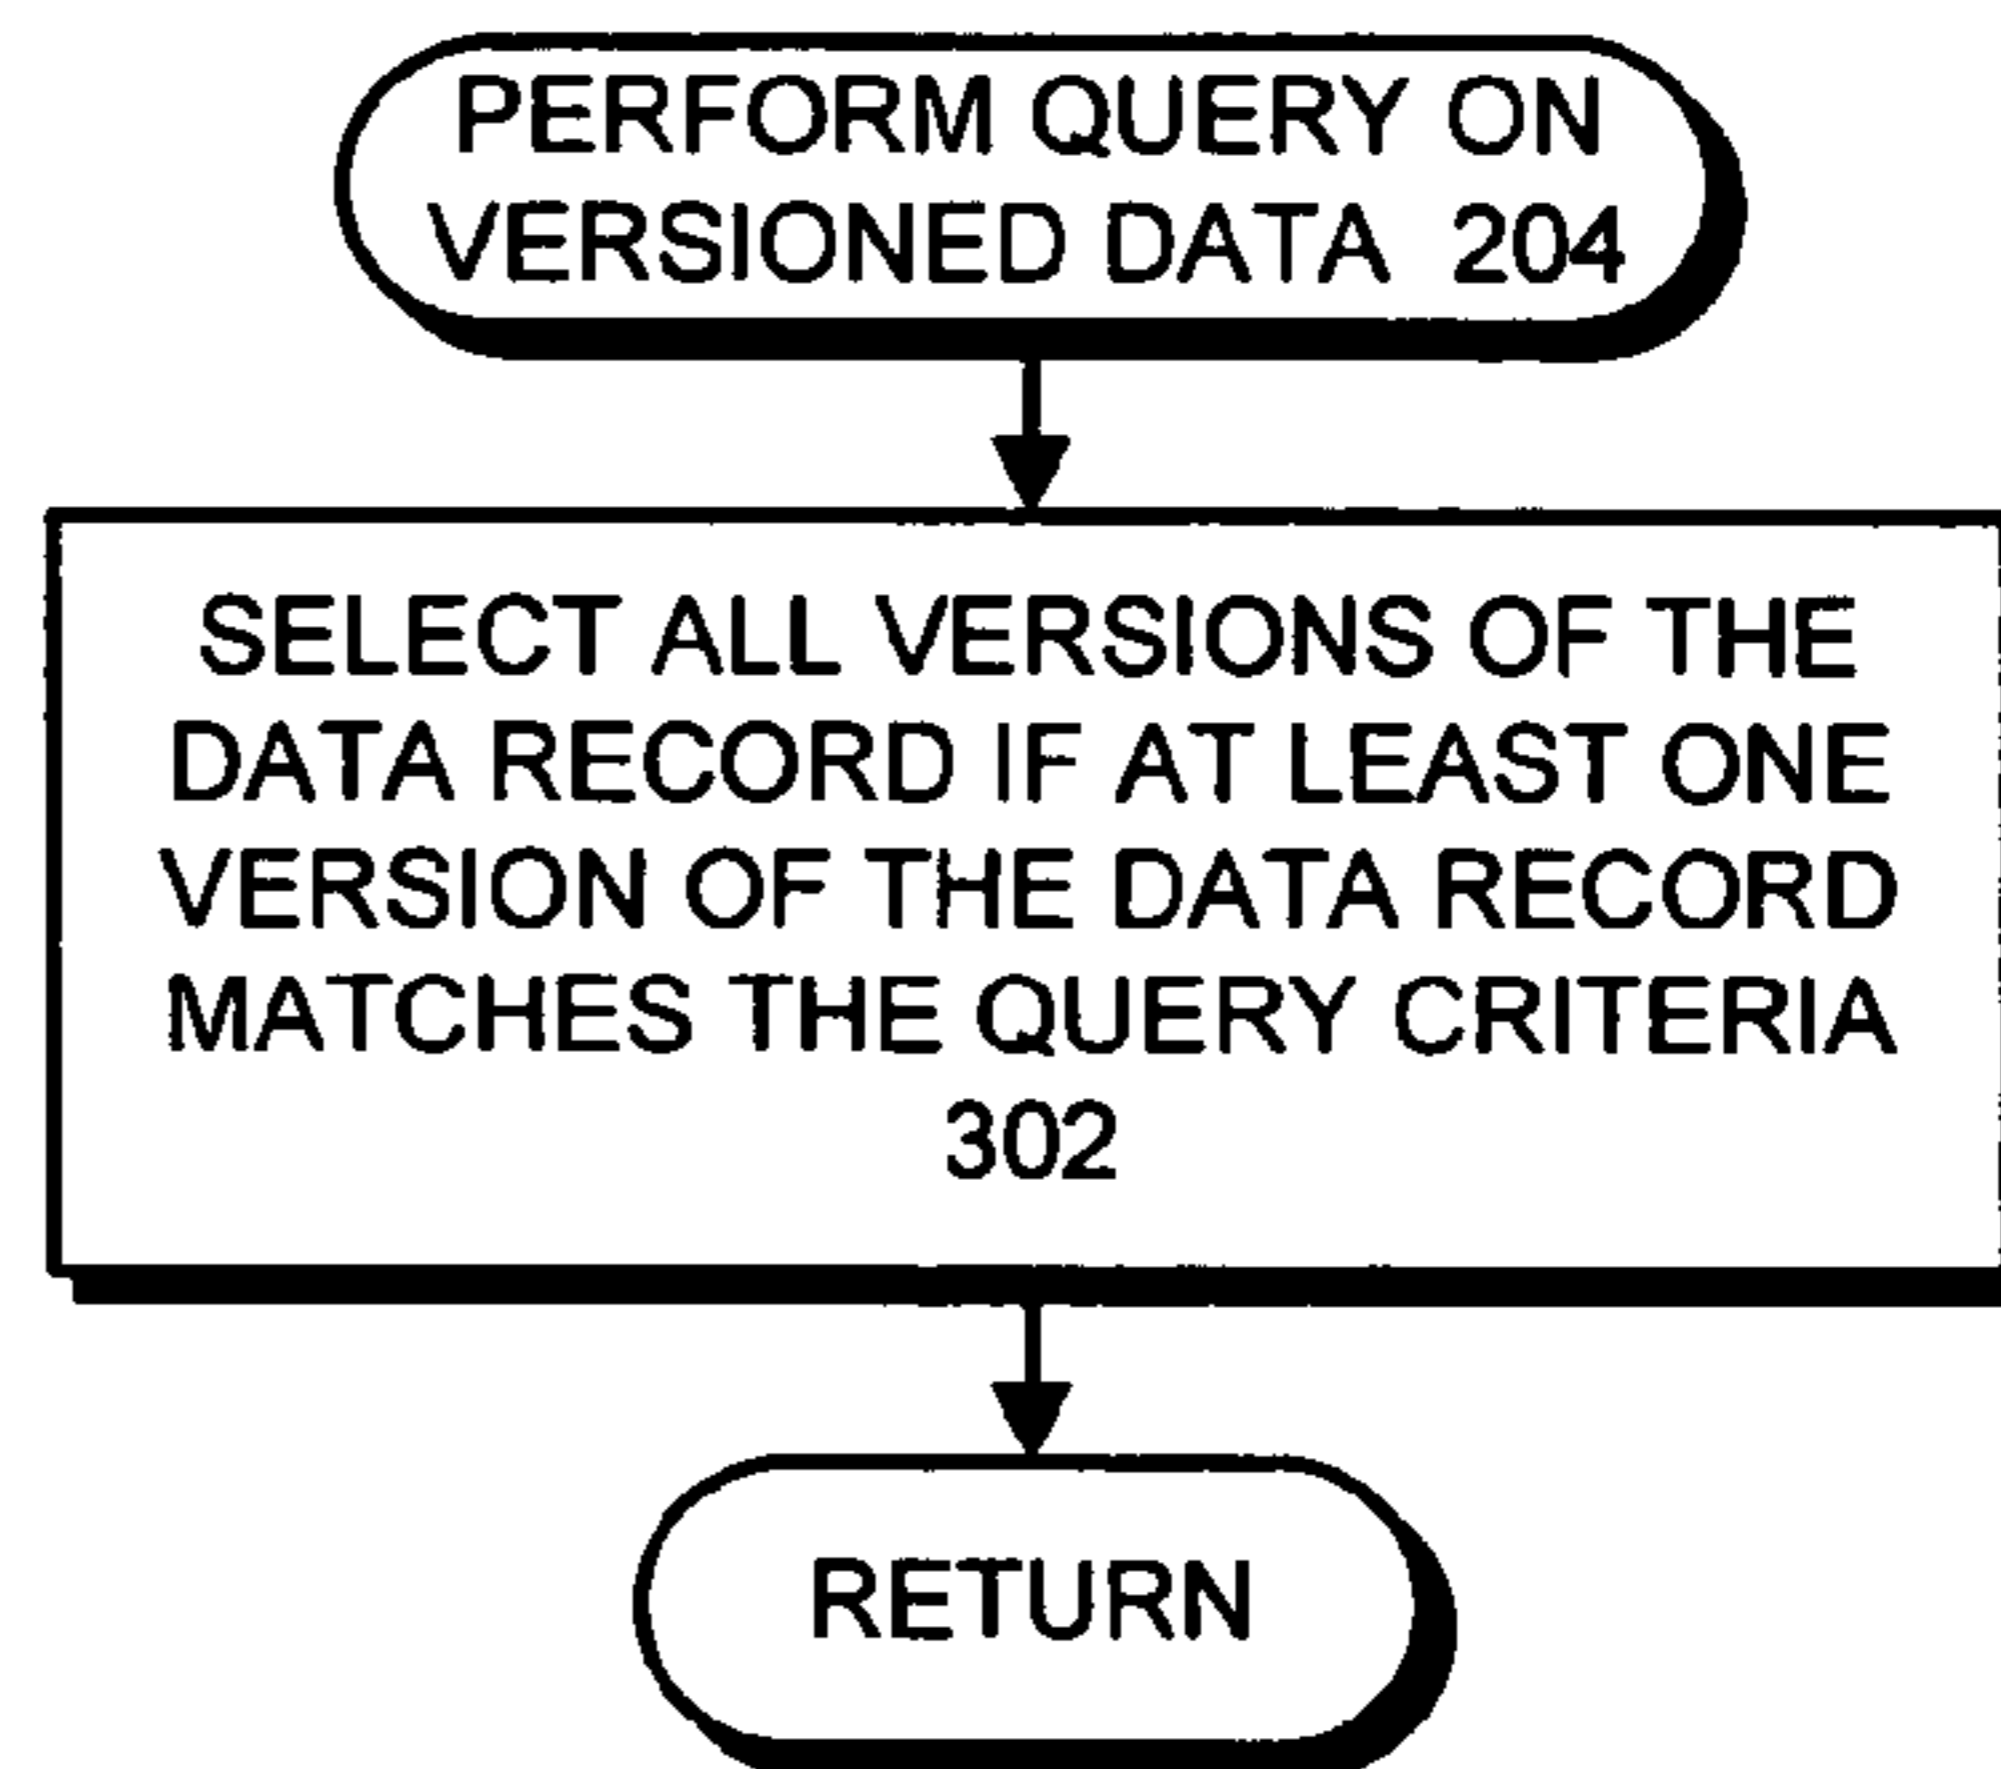 PERFORM QUERY ON
VERSIONED DATA 204
SELECT ALL VERSIONS OF THE
DATA RECORD IF AT LEAST ONE
VERSION OF THE DATA RECORD
MATCHES THE QUERY CRITERIA
302
RETURN